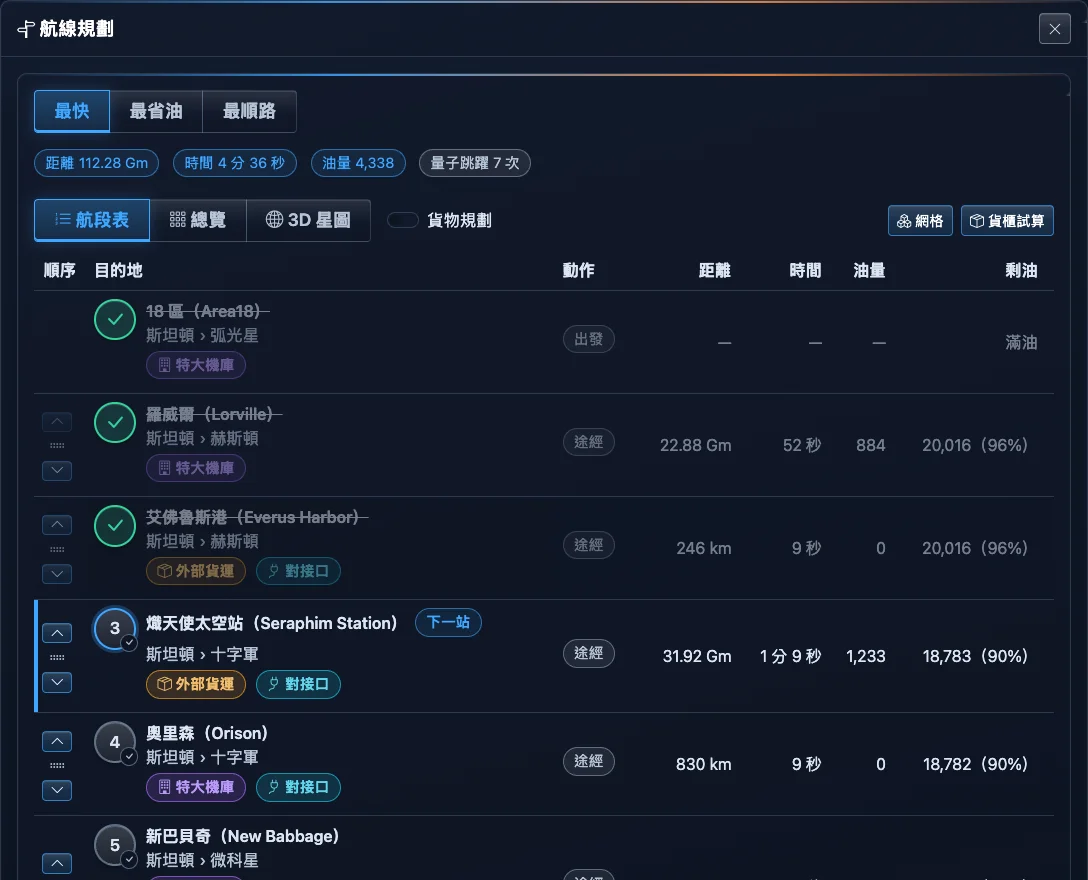 航線規劃
最快 最省油 最順路
距離 112.28 Gm 時間 4 分 36 秒 油量 4,338 量子跳躍 7 次
航段表 總覽 3D 星圖 貨物規劃 網格 貨櫃試算
順序 目的地 動作 距離 時間 油量 剩油
18 區（Area18）
斯坦頓 › 弧光星
特大機庫
出發 — — — 滿油
羅威爾（Lorville）
斯坦頓 › 赫斯頓
特大機庫
途經 22.88 Gm 52 秒 884 20,016（96%）
艾佛魯斯港（Everus Harbor）
斯坦頓 › 赫斯頓
外部貨運 對接口
途經 246 km 9 秒 0 20,016（96%）
3 熾天使太空站（Seraphim Station） 下一站
斯坦頓 › 十字軍
外部貨運 對接口
途經 31.92 Gm 1 分 9 秒 1,233 18,783（90%）
4 奧里森（Orison）
斯坦頓 › 十字軍
特大機庫 對接口
途經 830 km 9 秒 0 18,782（90%）
5 新巴貝奇（New Babbage）
斯坦頓 › 微科星